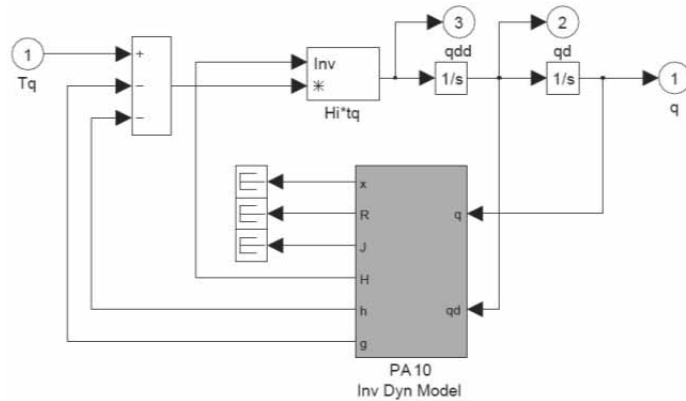 3
2
1
qdd
qd
+
Inv
Tq
−
*
1/s
1/s
1
−
Hi*tq
q
x
R
q
J
H
h
qd
g
PA 10
Inv Dyn Model